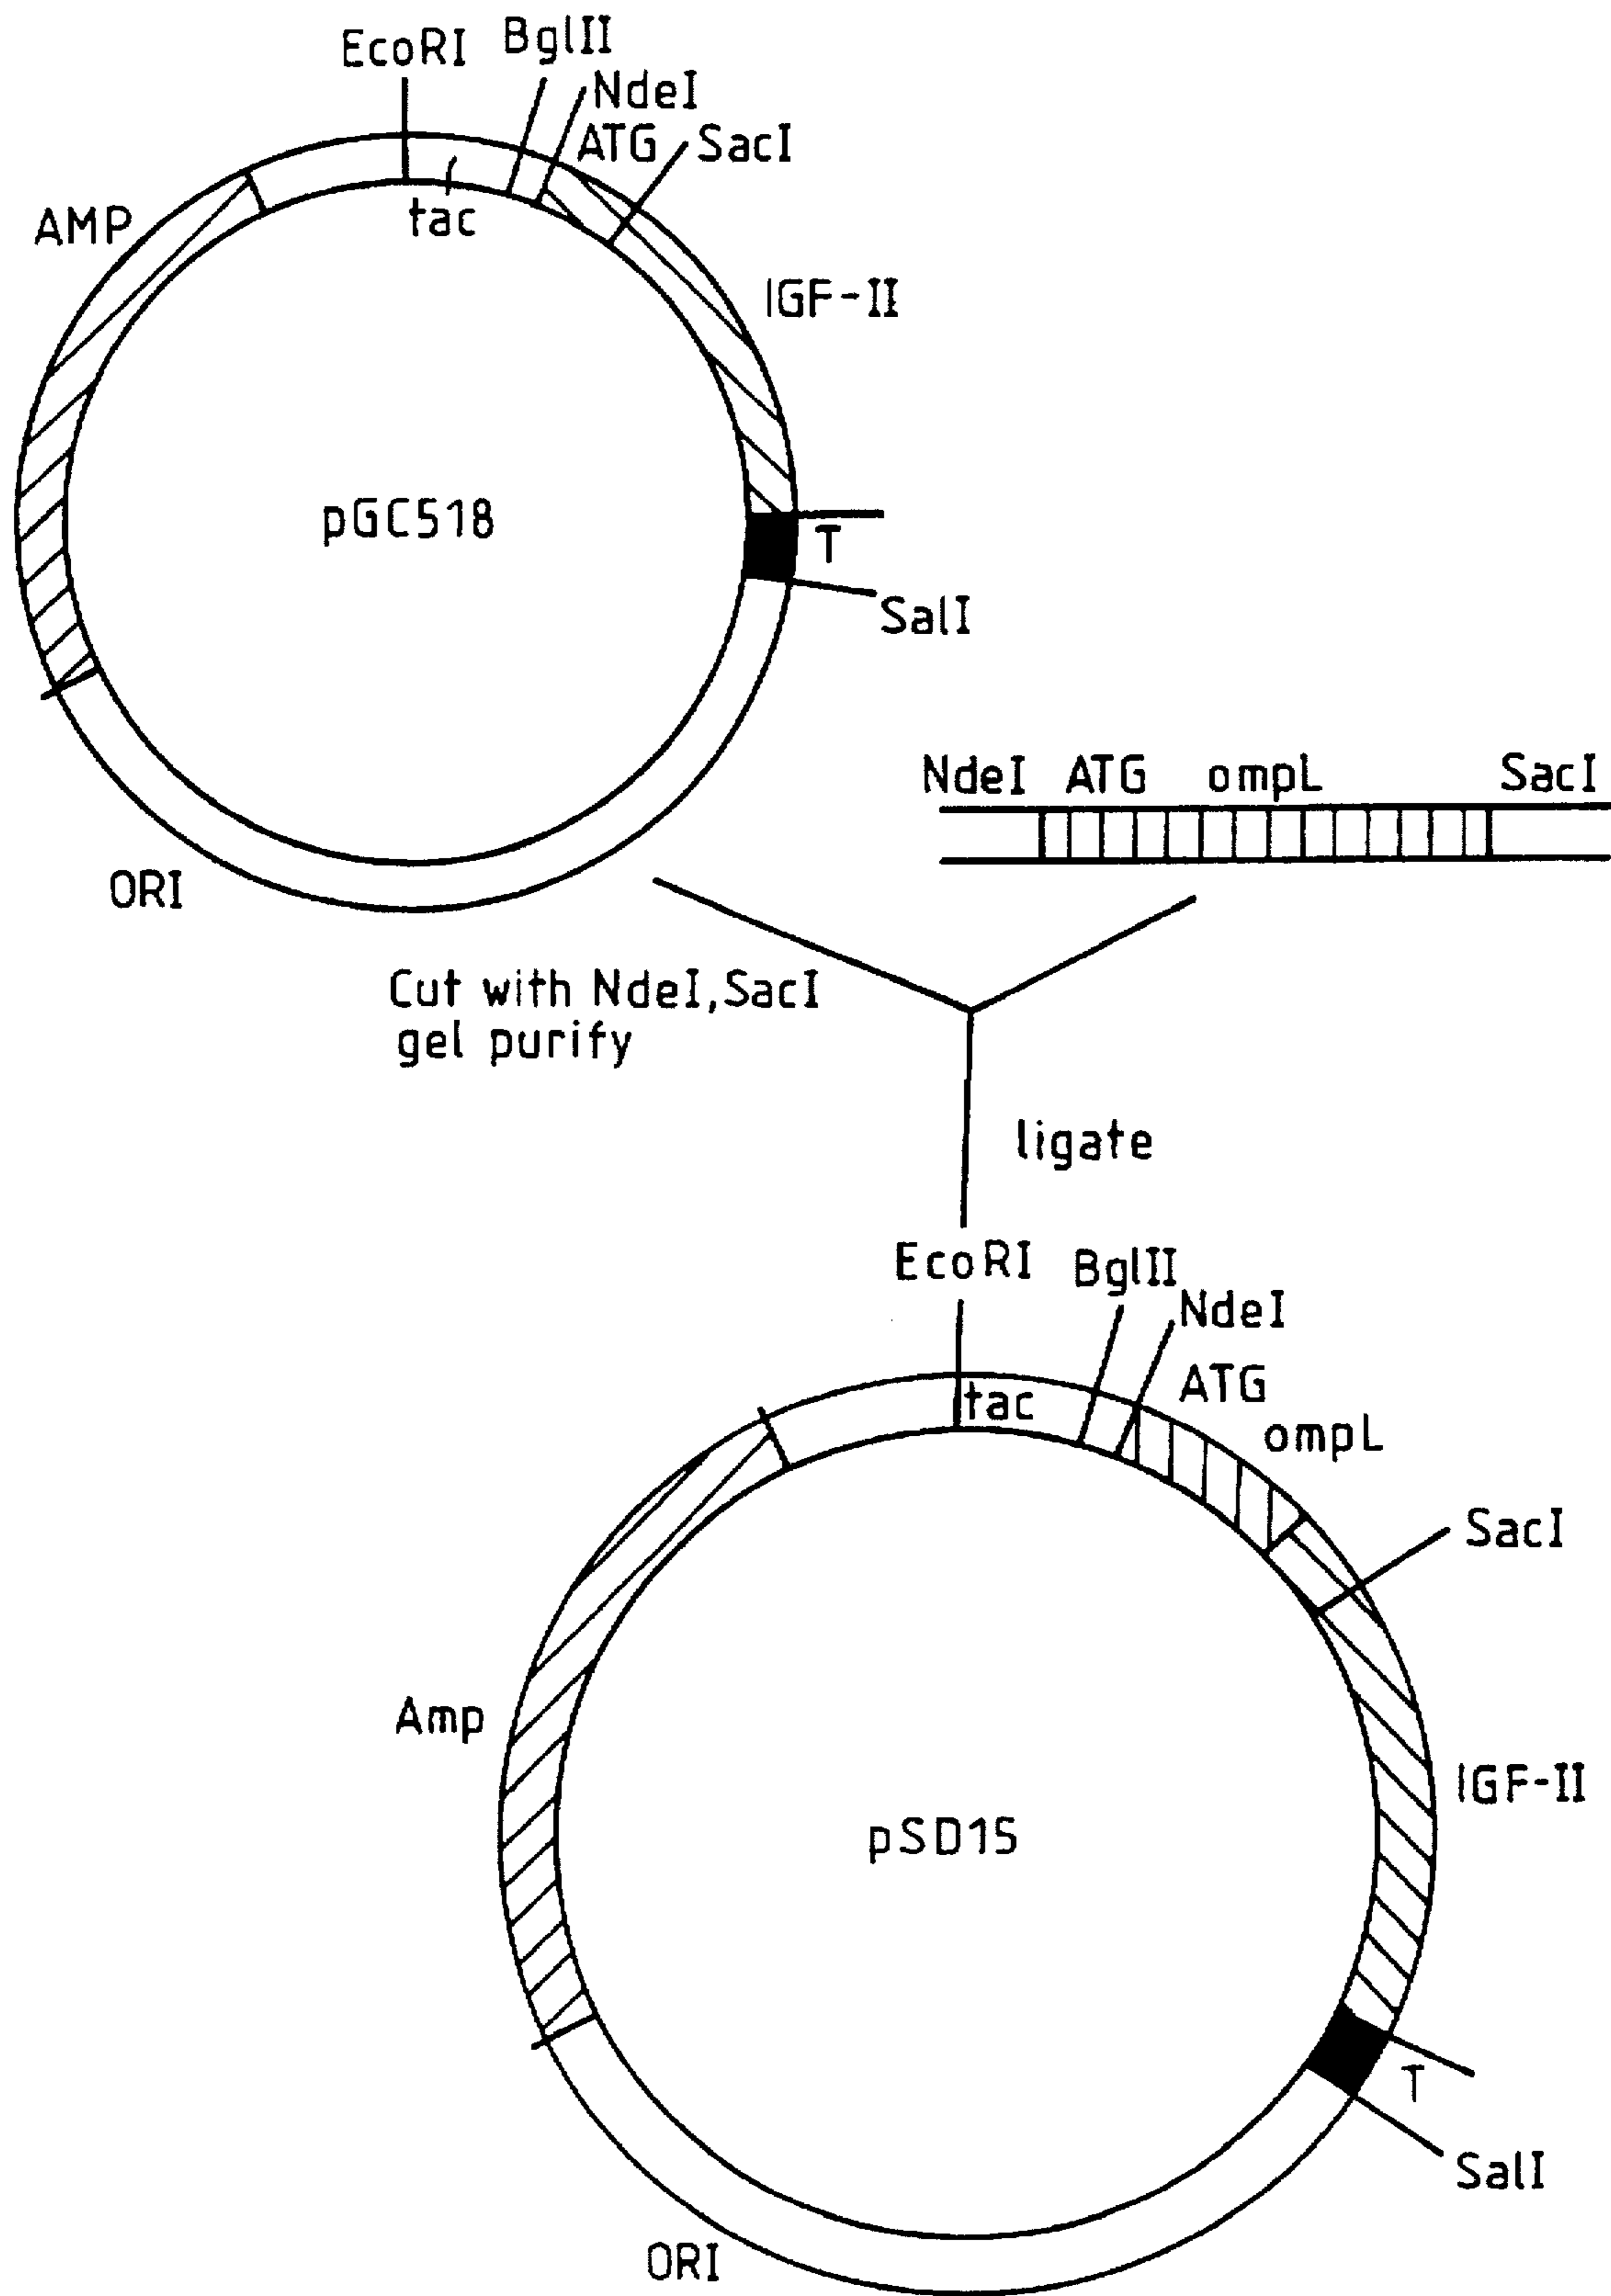 EcoRI
BglII
NdeI
ATG
SacI
tac
AMP
IGF-II
pGC518
T
SalI
ORI
NdeI ATG ompL SacI
Cut with NdeI, SacI
gel purify
ligate
EcoRI
BglII
NdeI
ATG
tac
ompL
SacI
Amp
IGF-II
pSD15
T
SalI
ORI